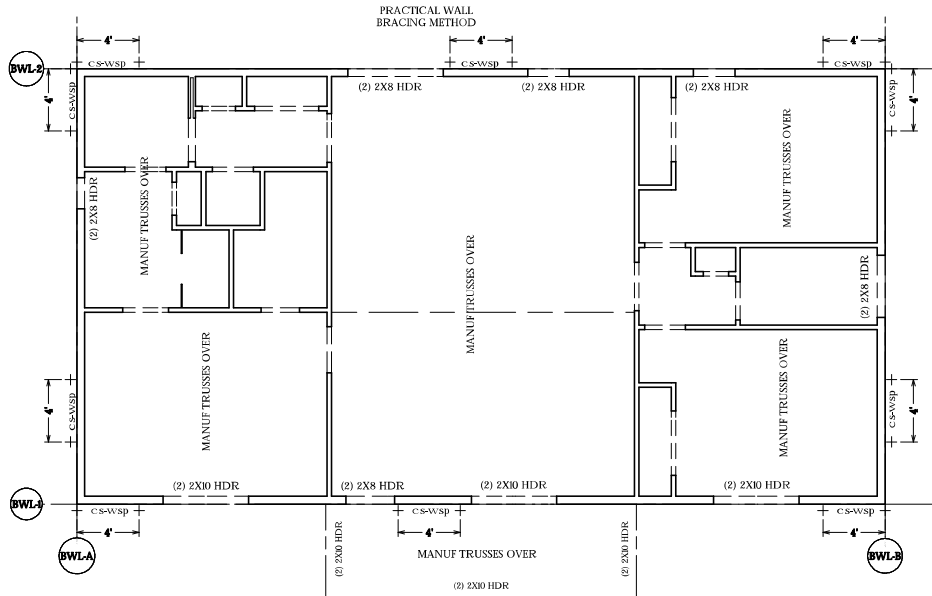 PRACTICAL WALL
BRACING METHOD
4' 4' 4'
BWL-2 CS-WSP CS-WSP CS-WSP
4' CS-WSP CS-WSP 4'
(2) 2X8 HDR (2) 2X8 HDR (2) 2X8 HDR
MANUF TRUSSES OVER
MANUF TRUSSES OVER
(2) 2X8 HDR
MANUF TRUSSES OVER
(2) 2X8 HDR
MANUF TRUSSES OVER
MANUF TRUSSES OVER
4' CS-WSP CS-WSP 4'
(2) 2X10 HDR (2) 2X8 HDR (2) 2X10 HDR (2) 2X10 HDR
BWL-1
CS-WSP CS-WSP CS-WSP
4' 4' 4'
BWL-A (2) 2X10 HDR MANUF TRUSSES OVER (2) 2X10 HDR BWL-B
(2) 2X10 HDR